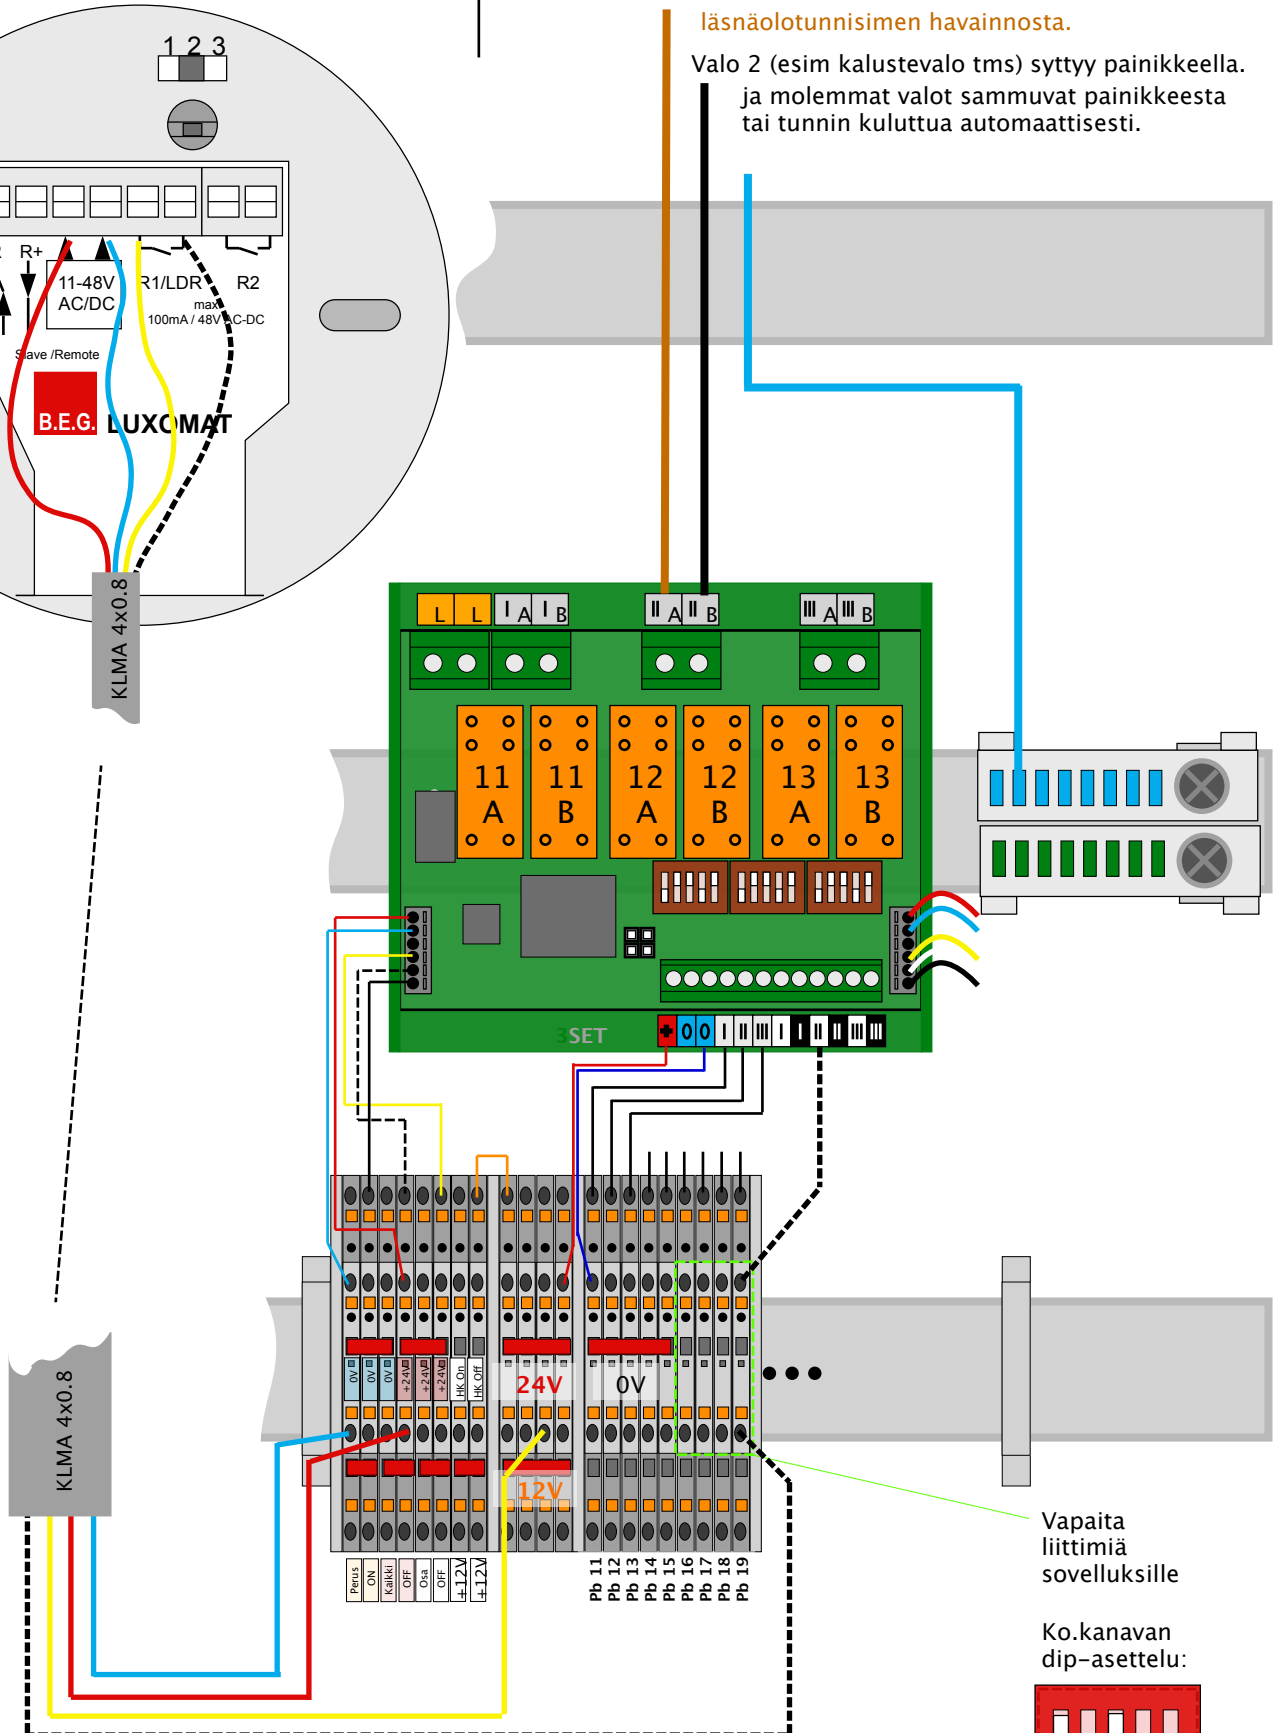 läsnäolotunnisimen havainnosta.
Valo 2 (esim kalustevalo tms) syttyy painikkeella.
ja molemmat valot sammuvat painikkeesta
tai tunnin kuluttua automaattisesti.
1 2 3
R+
11-48V
AC/DC
R1/LDR
R2
max
100mA / 48V AC-DC
Slave /Remote
B.E.G. LUXOMAT
KLMA 4x0.8
L L I A I B II A II B III A III B
11 A
11 B
12 A
12 B
13 A
13 B
3SET
+ 0 0 I II III I I II II III III
0V 0V 0V +24V +24V +24V HK On HK Off
24V
0V
12V
KLMA 4x0.8
Perus ON Kaikki OFF Osa OFF +12V +12V
Pb 11 Pb 12 Pb 13 Pb 14 Pb 15 Pb 16 Pb 17 Pb 18 Pb 19
Vapaita
liittimiä
sovelluksille
Ko.kanavan
dip-asettelu: